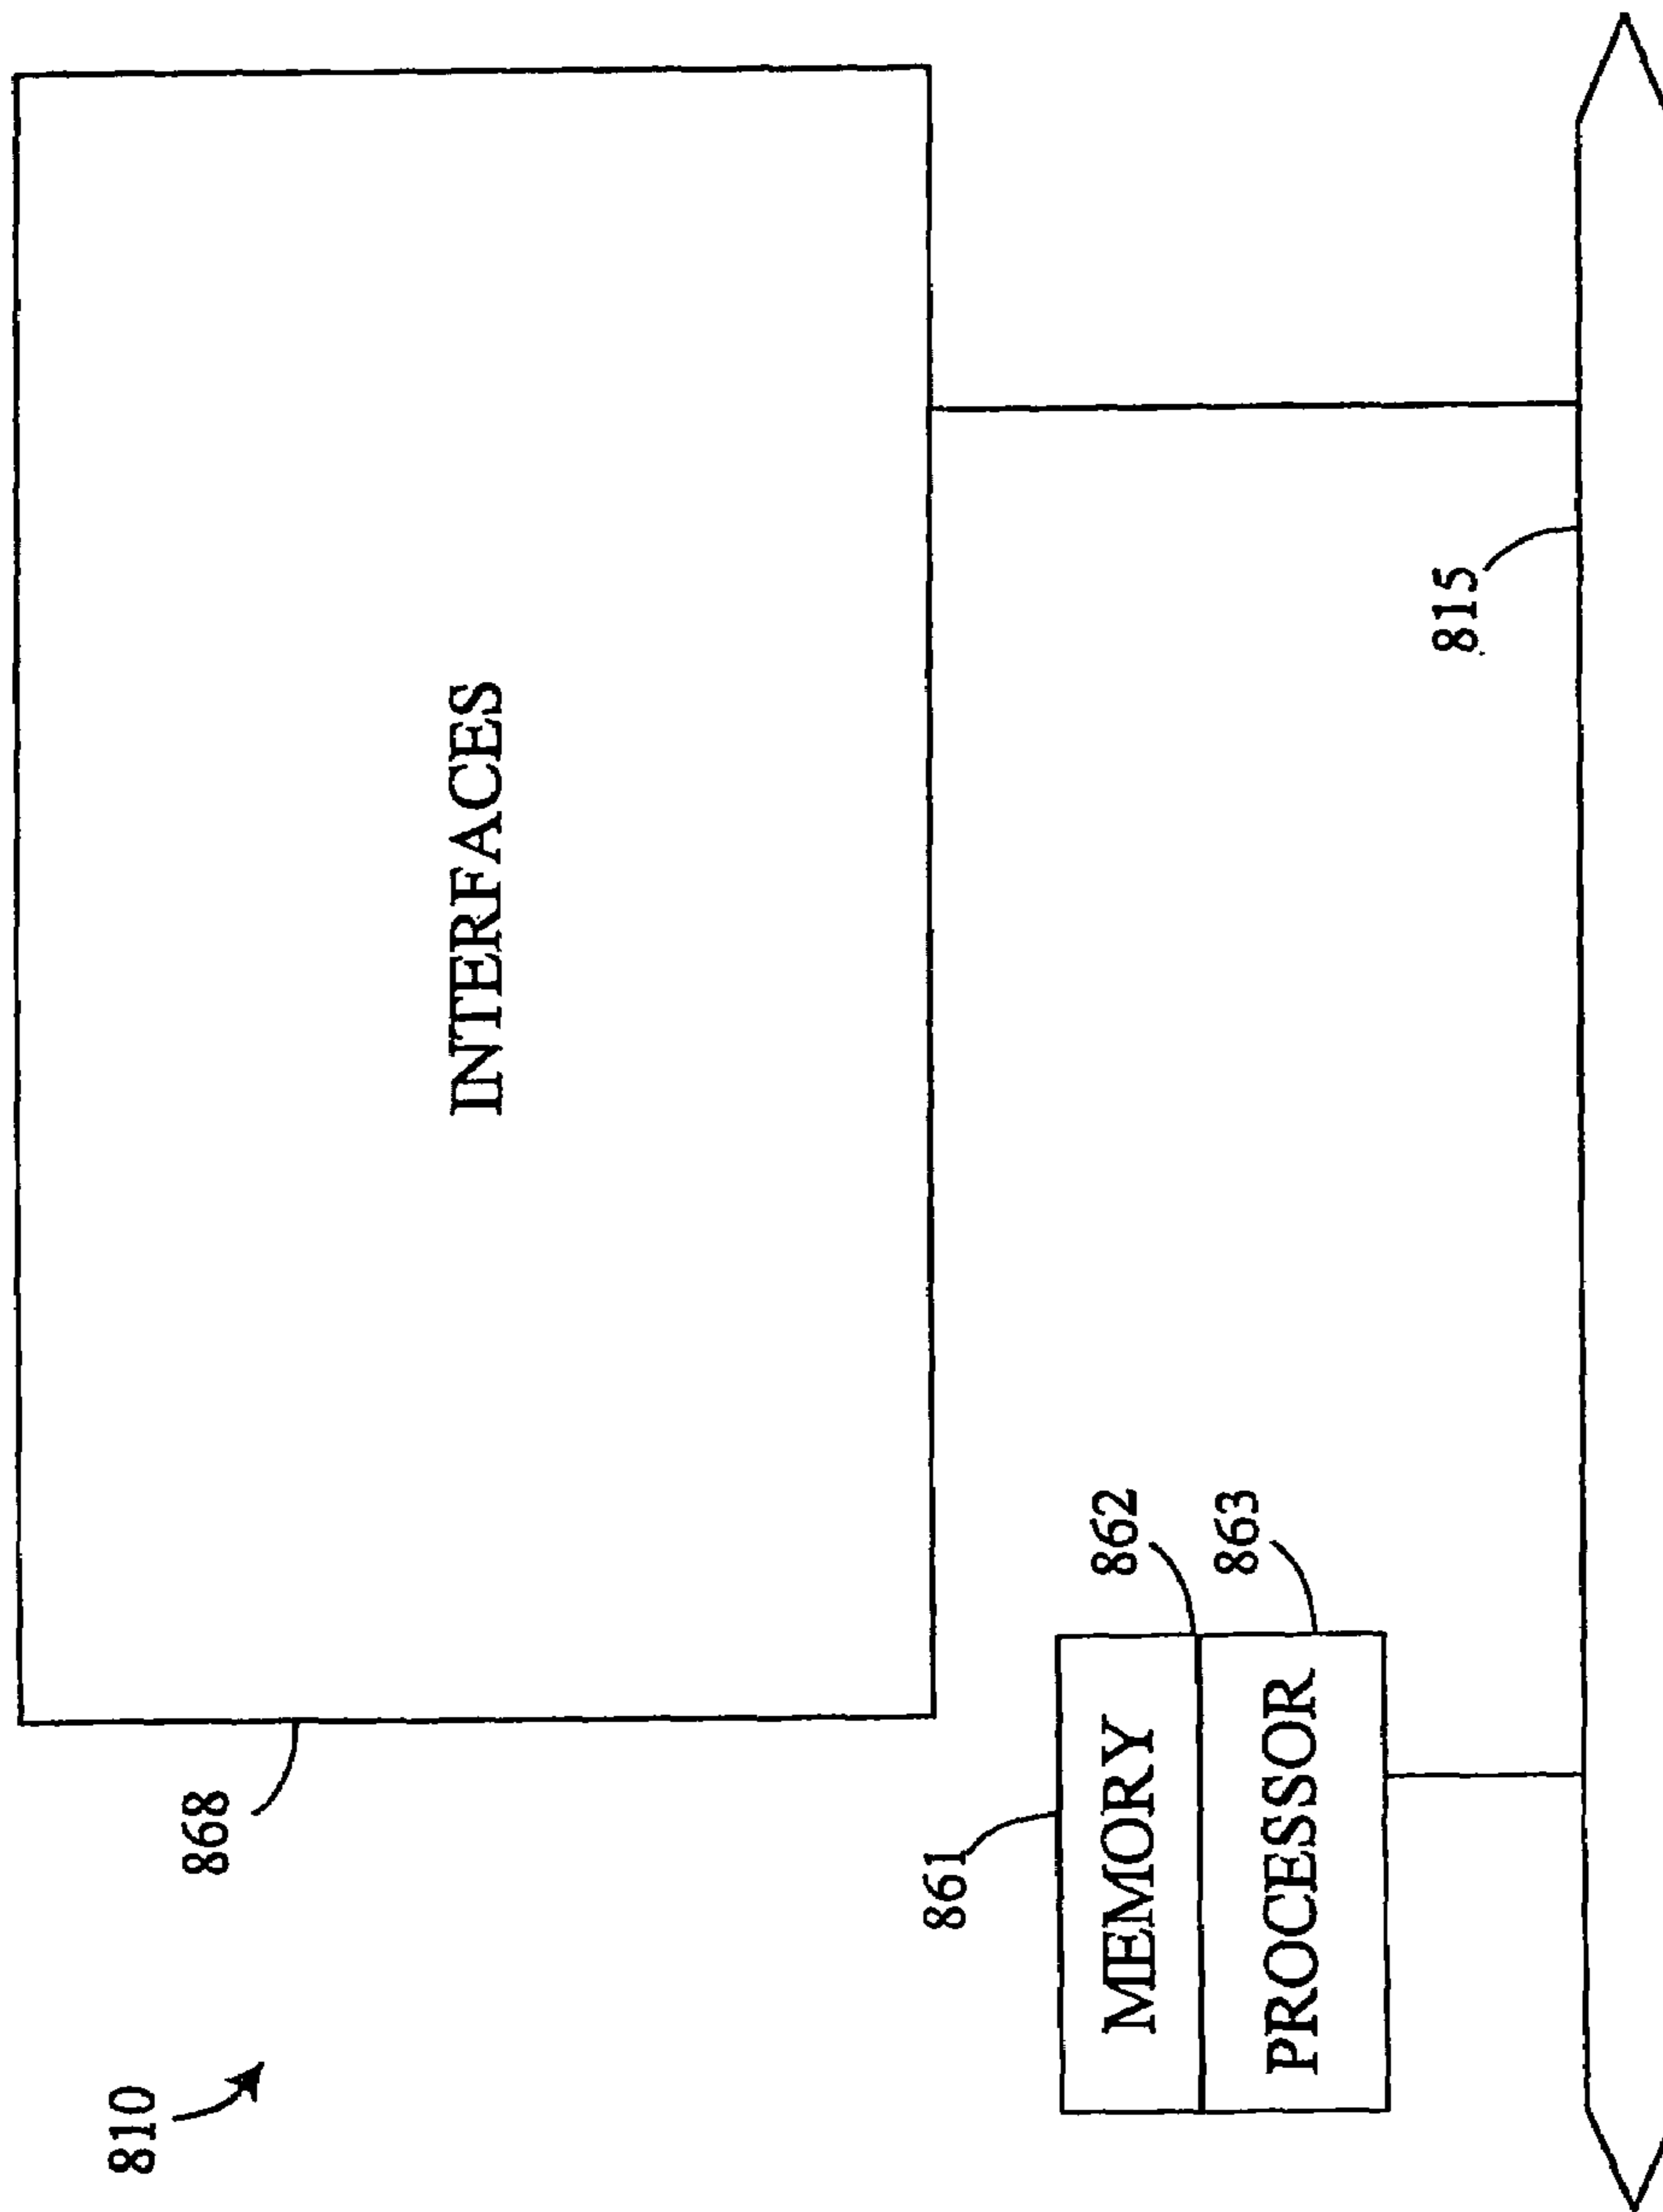 810
868
INTERFACES
861
MEMORY
862
PROCESSOR
863
815